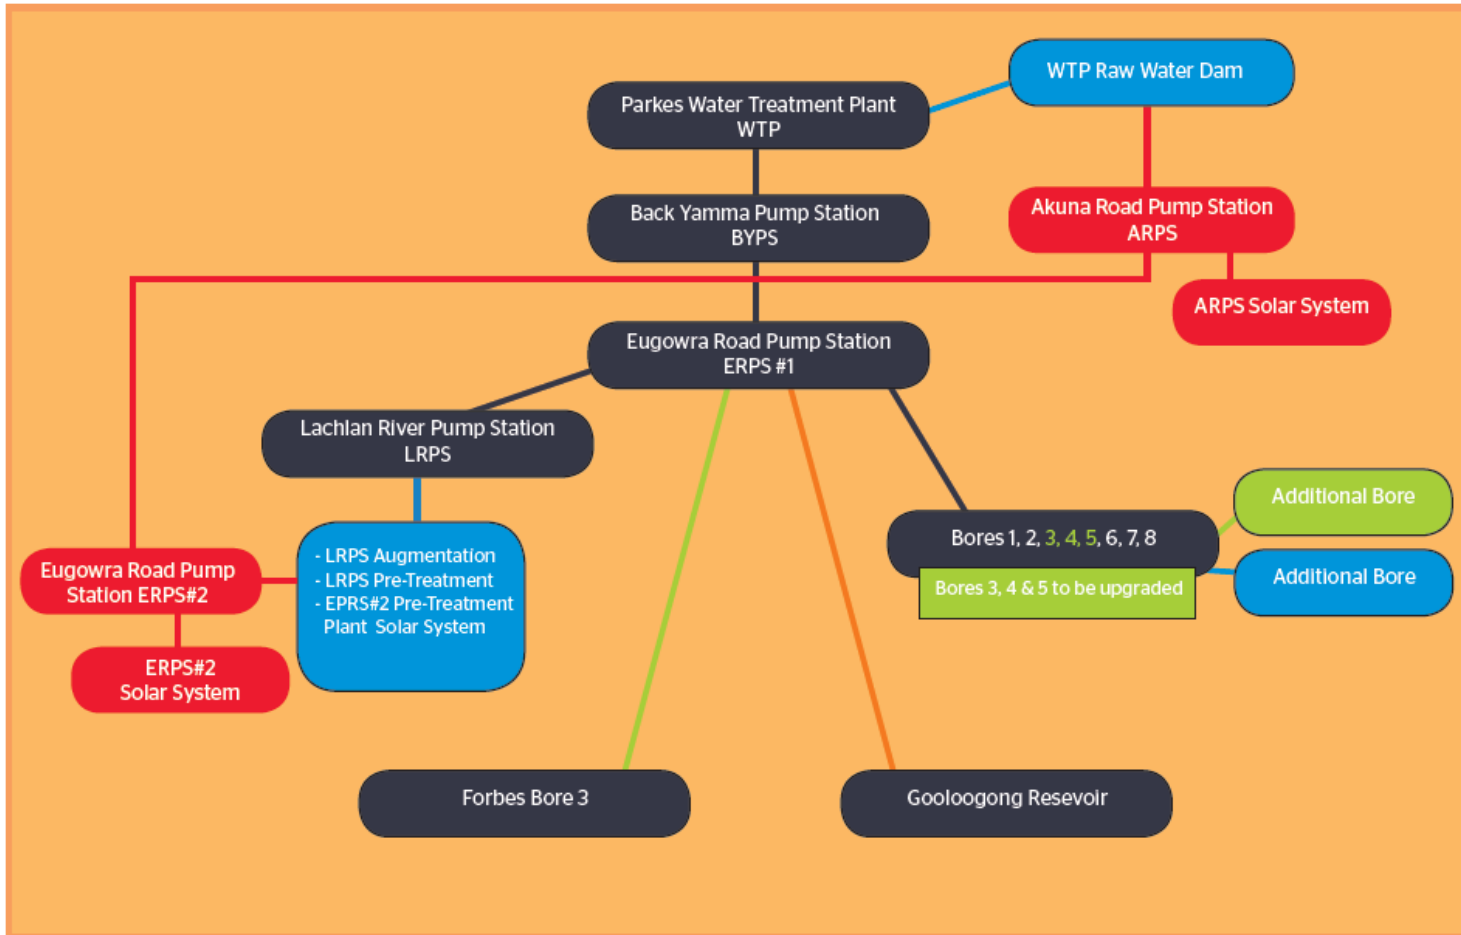 WTP Raw Water Dam
Parkes Water Treatment Plant
WTP
Back Yamma Pump Station
BYPS
Akuna Road Pump Station
ARPS
ARPS Solar System
Eugowra Road Pump Station
ERPS #1
Lachlan River Pump Station
LRPS
Additional Bore
Bores 1, 2, 3, 4, 5, 6, 7, 8
Bores 3, 4 & 5 to be upgraded
Additional Bore
- LRPS Augmentation
- LRPS Pre-Treatment
- EPRS#2 Pre-Treatment
Plant Solar System
Eugowra Road Pump
Station ERPS#2
ERPS#2
Solar System
Forbes Bore 3
Gooloogong Resevoir